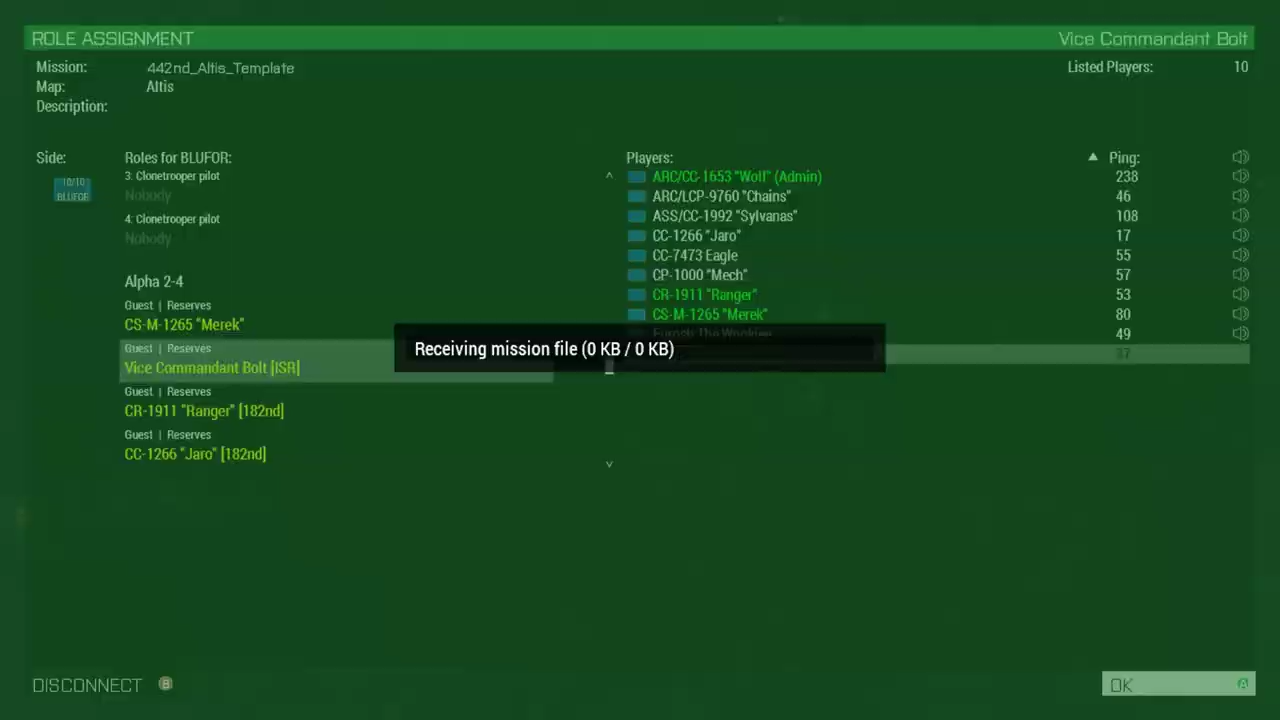 ROLE ASSIGNMENT
Vice Commandant Bolt
Mission: 442nd_Altis_Template
Listed Players: 10
Map: Altis
Description:
Side:
10/10
BLUFOR
Roles for BLUFOR:
3: Clonetrooper pilot
Nobody
4: Clonetrooper pilot
Nobody
Alpha 2-4
Guest | Reserves
CS-M-1265 "Merek"
Guest | Reserves
Vice Commandant Bolt [ISR]
Guest | Reserves
CR-1911 "Ranger" [182nd]
Guest | Reserves
CC-1266 "Jaro" [182nd]
Players: Ping:
ARC/CC-1653 "Wolf" (Admin) 238
ARC/LCP-9760 "Chains" 46
ASS/CC-1992 "Sylvanas" 108
CC-1266 "Jaro" 17
CC-7473 Eagle 55
CP-1000 "Mech" 57
CR-1911 "Ranger" 53
CS-M-1265 "Merek" 80
The Wookiee 49
Receiving mission file (0 KB / 0 KB)
DISCONNECT B
OK A